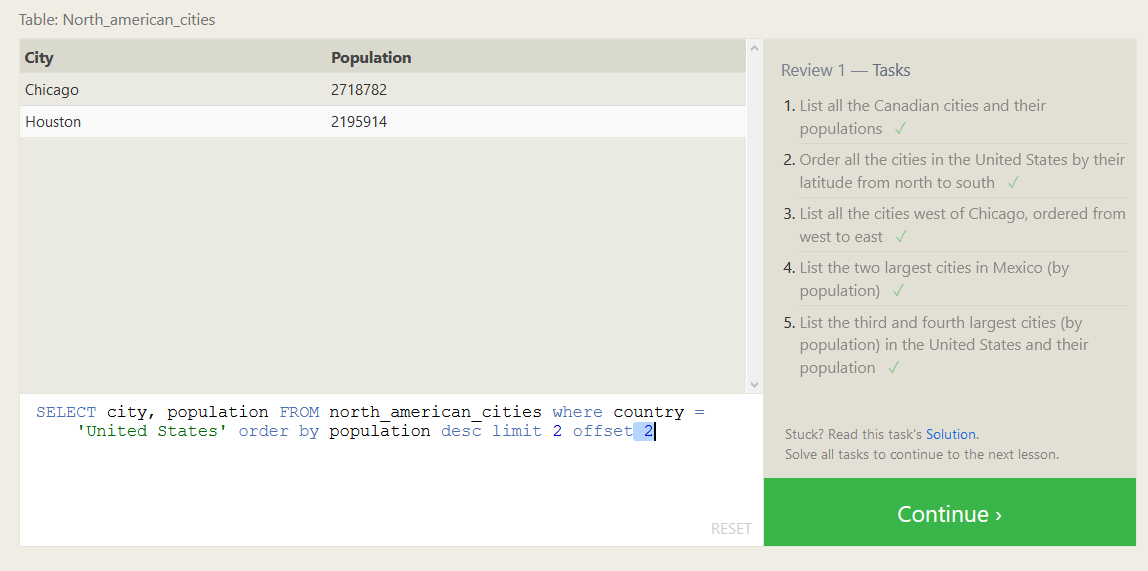 Table: North_american_cities
City Population
Chicago 2718782
Houston 2195914
SELECT city, population FROM north_american_cities where country =
'United States' order by population desc limit 2 offset 2
RESET
Review 1 — Tasks
1. List all the Canadian cities and their
populations ✓
2. Order all the cities in the United States by their
latitude from north to south ✓
3. List all the cities west of Chicago, ordered from
west to east ✓
4. List the two largest cities in Mexico (by
population) ✓
5. List the third and fourth largest cities (by
population) in the United States and their
population ✓
Stuck? Read this task's Solution.
Solve all tasks to continue to the next lesson.
Continue ›